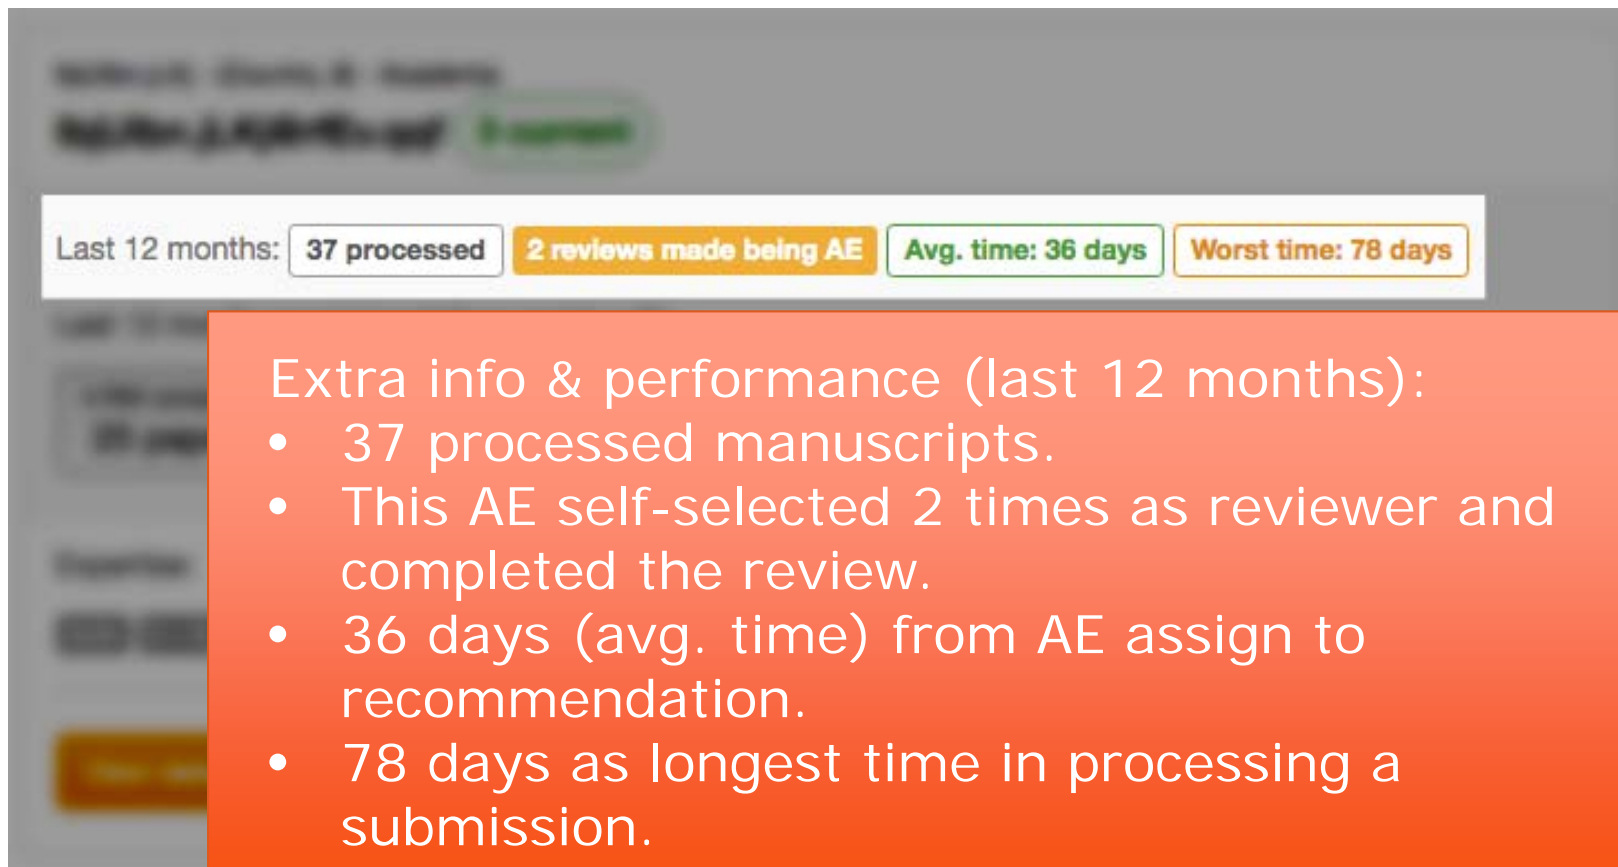 Last 12 months: 37 processed 2 reviews made being AE Avg. time: 36 days Worst time: 78 days
Extra info & performance (last 12 months):
• 37 processed manuscripts.
• This AE self-selected 2 times as reviewer and
completed the review.
• 36 days (avg. time) from AE assign to
recommendation.
• 78 days as longest time in processing a
submission.